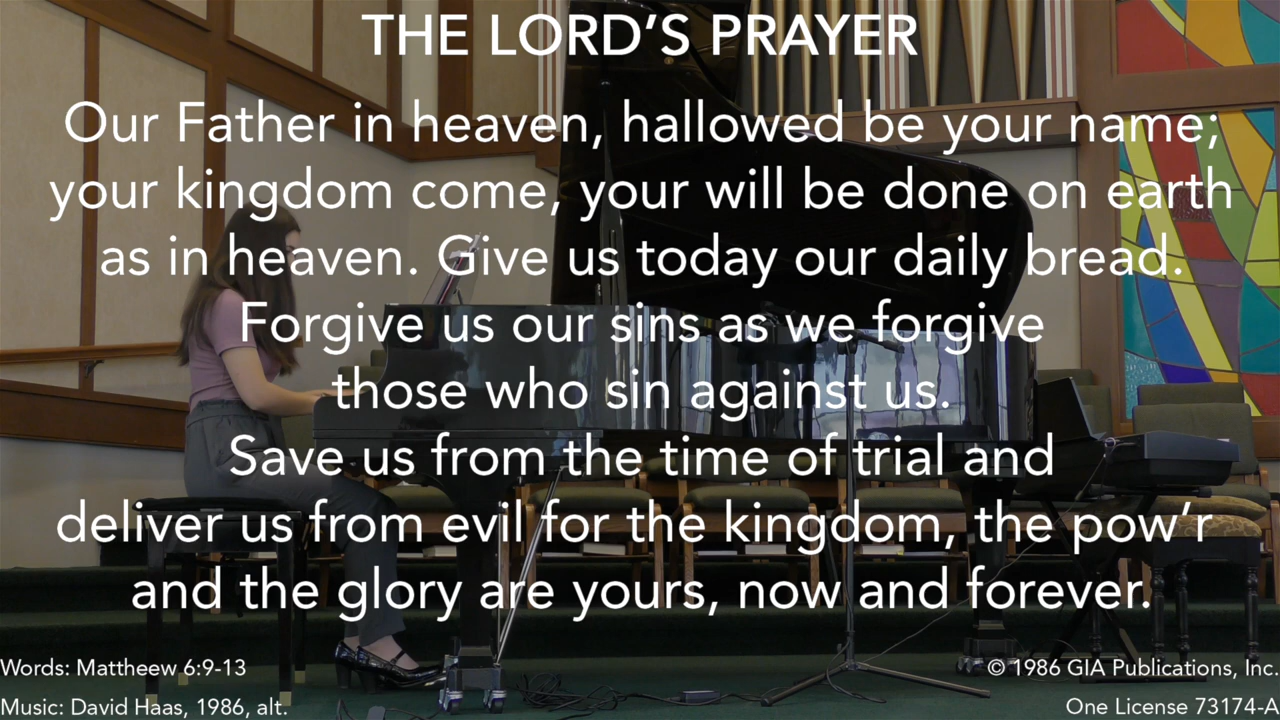 THE LORD’S PRAYER
Our Father in heaven, hallowed be your name;
your kingdom come, your will be done on earth
as in heaven. Give us today our daily bread.
Forgive us our sins as we forgive
those who sin against us.
Save us from the time of trial and
deliver us from evil for the kingdom, the pow’r
and the glory are yours, now and forever.
Words: Mattheew 6:9-13
Music: David Haas, 1986, alt.
© 1986 GIA Publications, Inc.
One License 73174-A